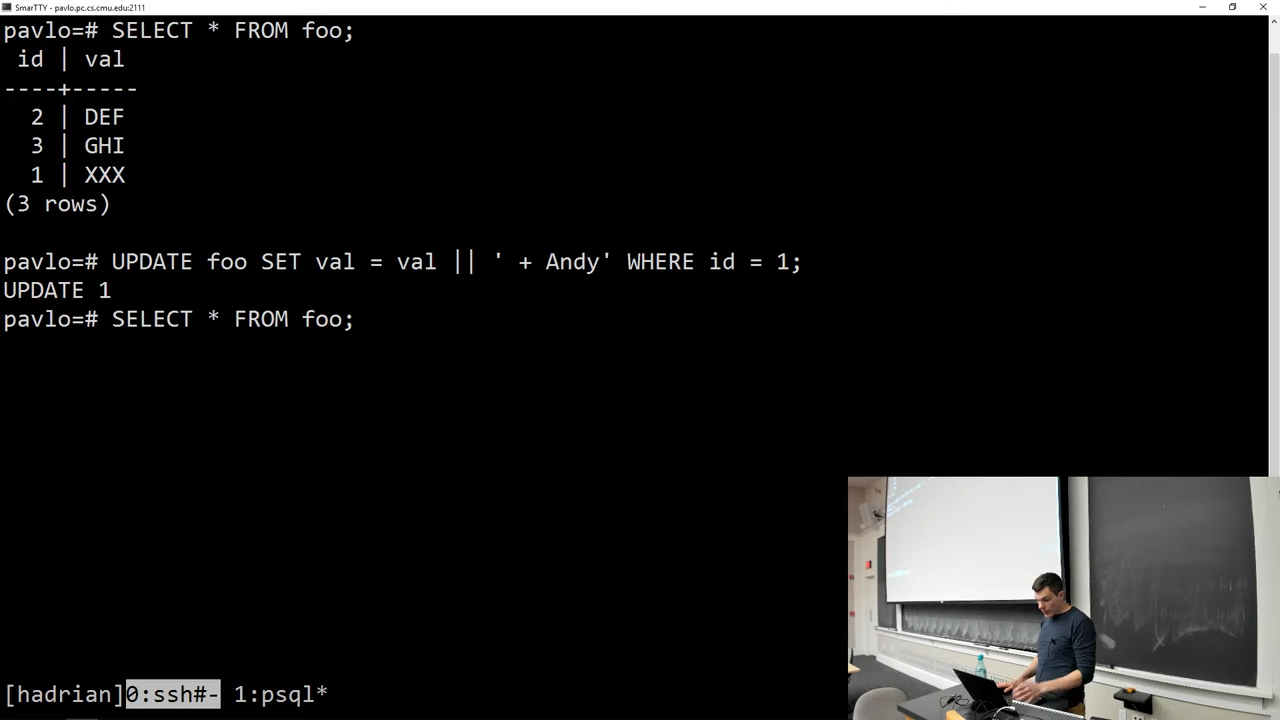 SmarTTY - pavlo.pc.cs.cmu.edu:2111
pavlo=# SELECT * FROM foo;
 id | val
----+-----
  2 | DEF
  3 | GHI
  1 | XXX
(3 rows)
pavlo=# UPDATE foo SET val = val || ' + Andy' WHERE id = 1;
UPDATE 1
pavlo=# SELECT * FROM foo;
[hadrian]0:ssh#- 1:psql*